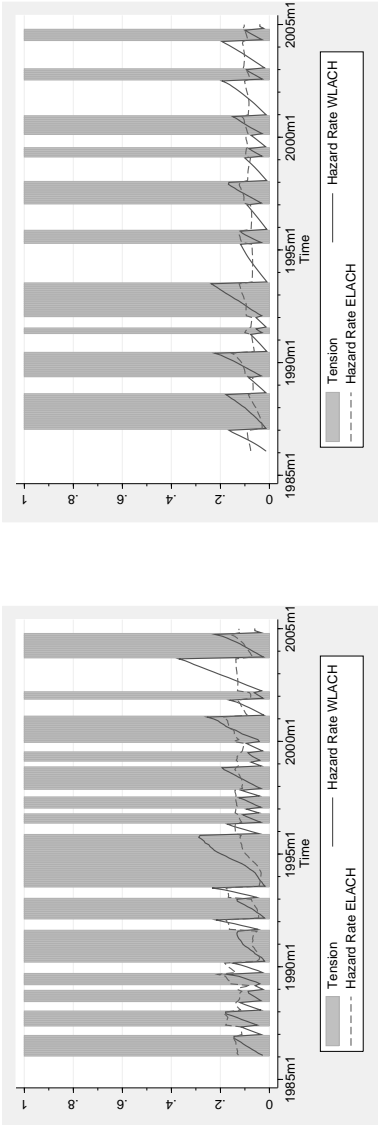 1
.8
.6
.4
.2
0
1985m1
1990m1
1995m1
2000m1
2005m1
Time
Tension
Hazard Rate WLACH
Hazard Rate ELACH
1
.8
.6
.4
.2
0
1985m1
1990m1
1995m1
2000m1
2005m1
Time
Tension
Hazard Rate WLACH
Hazard Rate ELACH